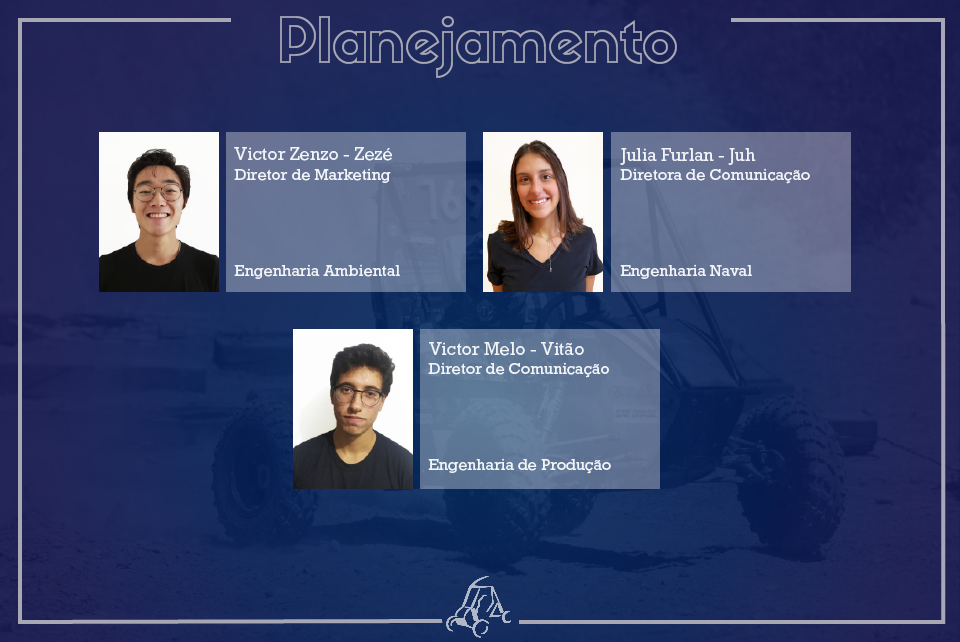 Planejamento
Victor Zenzo - Zezé
Diretor de Marketing
Engenharia Ambiental
Julia Furlan - Juh
Diretora de Comunicação
Engenharia Naval
Victor Melo - Vitão
Diretor de Comunicação
Engenharia de Produção